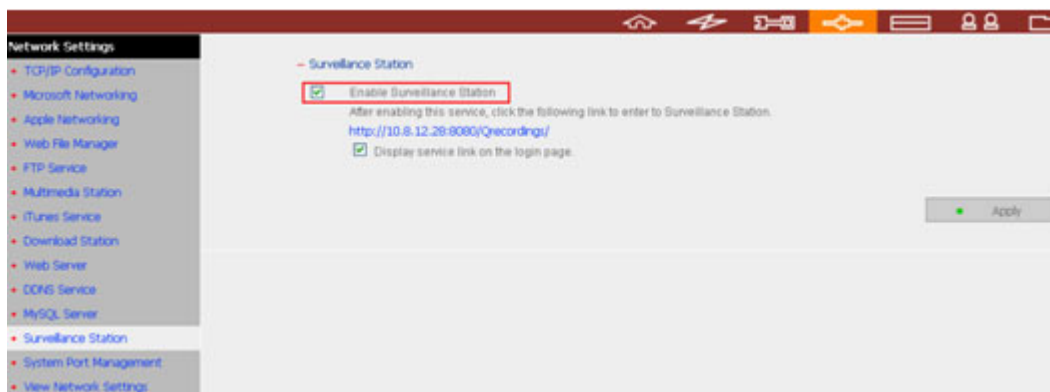 Network Settings
TCP/IP Configuration
Microsoft Networking
Apple Networking
Web File Manager
FTP Service
Multimedia Station
iTunes Service
Download Station
Web Server
DDNS Service
MySQL Server
Surveillance Station
System Port Management
View Network Settings
Surveillance Station
Enable Surveillance Station
After enabling this service, click the following link to enter to Surveillance Station.
http://10.8.12.28:8080/Qrecordings/
Display service link on the login page.
Apply